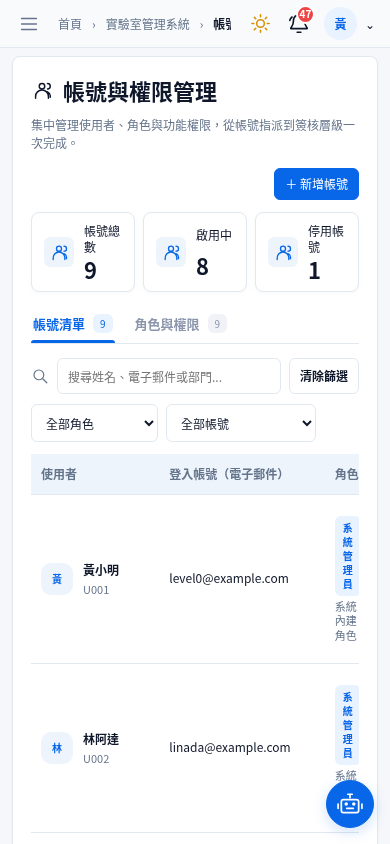 首頁 › 實驗室管理系統 › 帳號
47
黃
帳號與權限管理
集中管理使用者、角色與功能權限，從帳號指派到簽核層級一
次完成。
＋ 新增帳號
帳號總
數
9
啟用中
8
停用帳
號
1
帳號清單 9 角色與權限 9
搜尋姓名、電子郵件或部門... 清除篩選
全部角色 全部帳號
使用者 登入帳號（電子郵件） 角色
黃 黃小明
U001
level0@example.com
系
統
管
理
員
系統
內建
角色
林 林阿達
U002
linada@example.com
系
統
管
理
員
系統